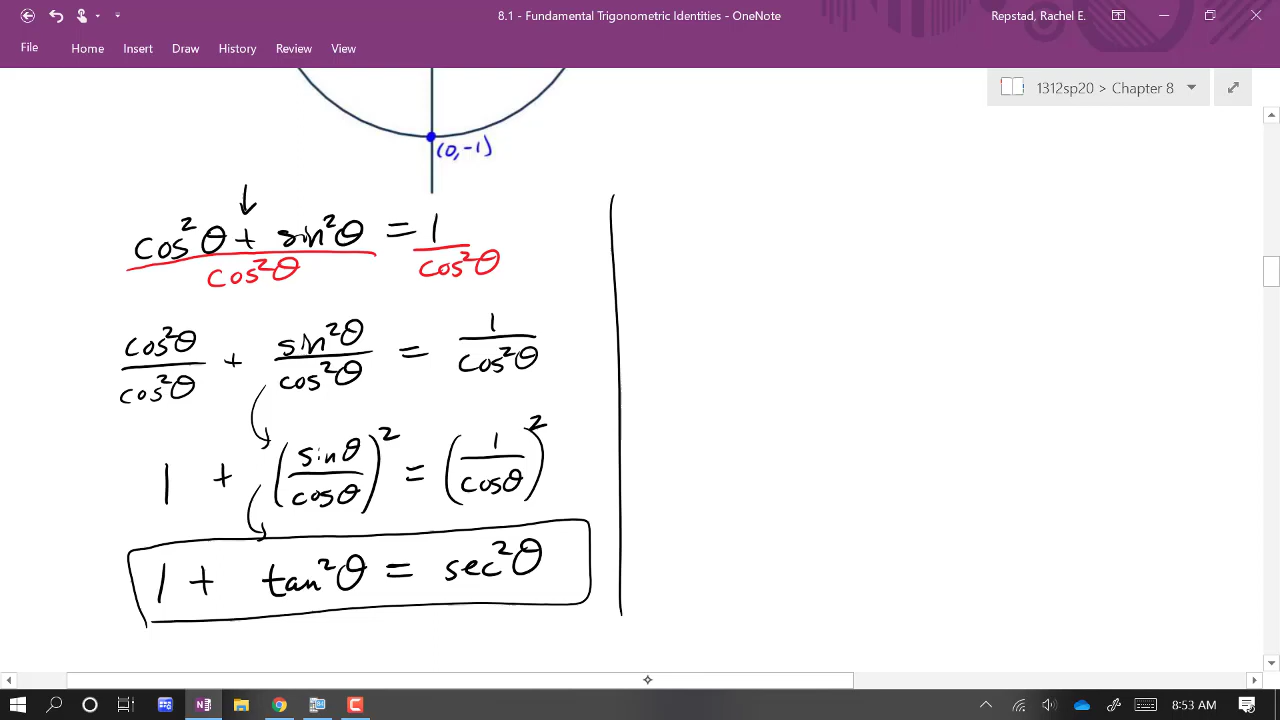 8.1 - Fundamental Trigonometric Identities - OneNote
Repstad, Rachel E.
File Home Insert Draw History Review View
1312sp20 > Chapter 8
(0,-1)
cos²θ + sin²θ = 1
cos²θ cos²θ
cos²θ + sin²θ = 1
cos²θ cos²θ cos²θ
1 + (sinθ/cosθ)² = (1/cosθ)²
1 + tan²θ = sec²θ
8:53 AM